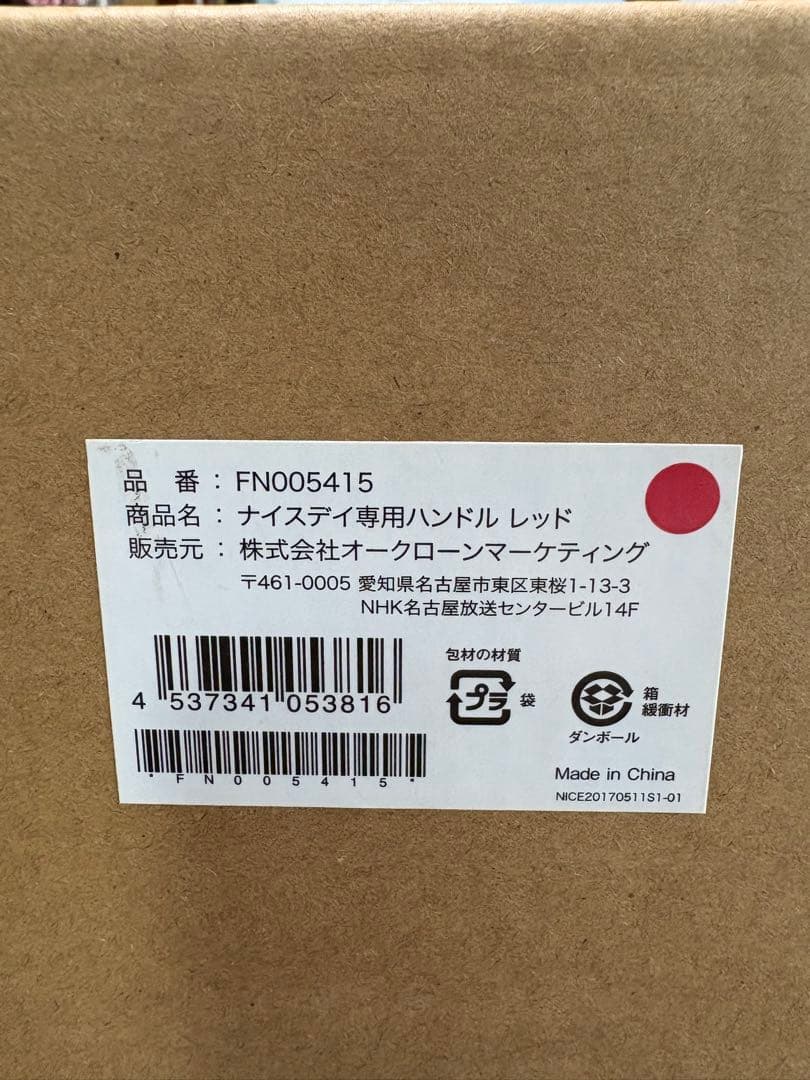 品 番 : FN005415
商品名 : ナイスデイ専用ハンドル レッド
販売元 : 株式会社オークローンマーケティング
〒461-0005 愛知県名古屋市東区東桜1-13-3
NHK名古屋放送センタービル14F
4 537341 053816
*FN005415*
包材の材質
プラ 袋
箱
緩衝材
ダンボール
Made in China
NICE20170511S1-01